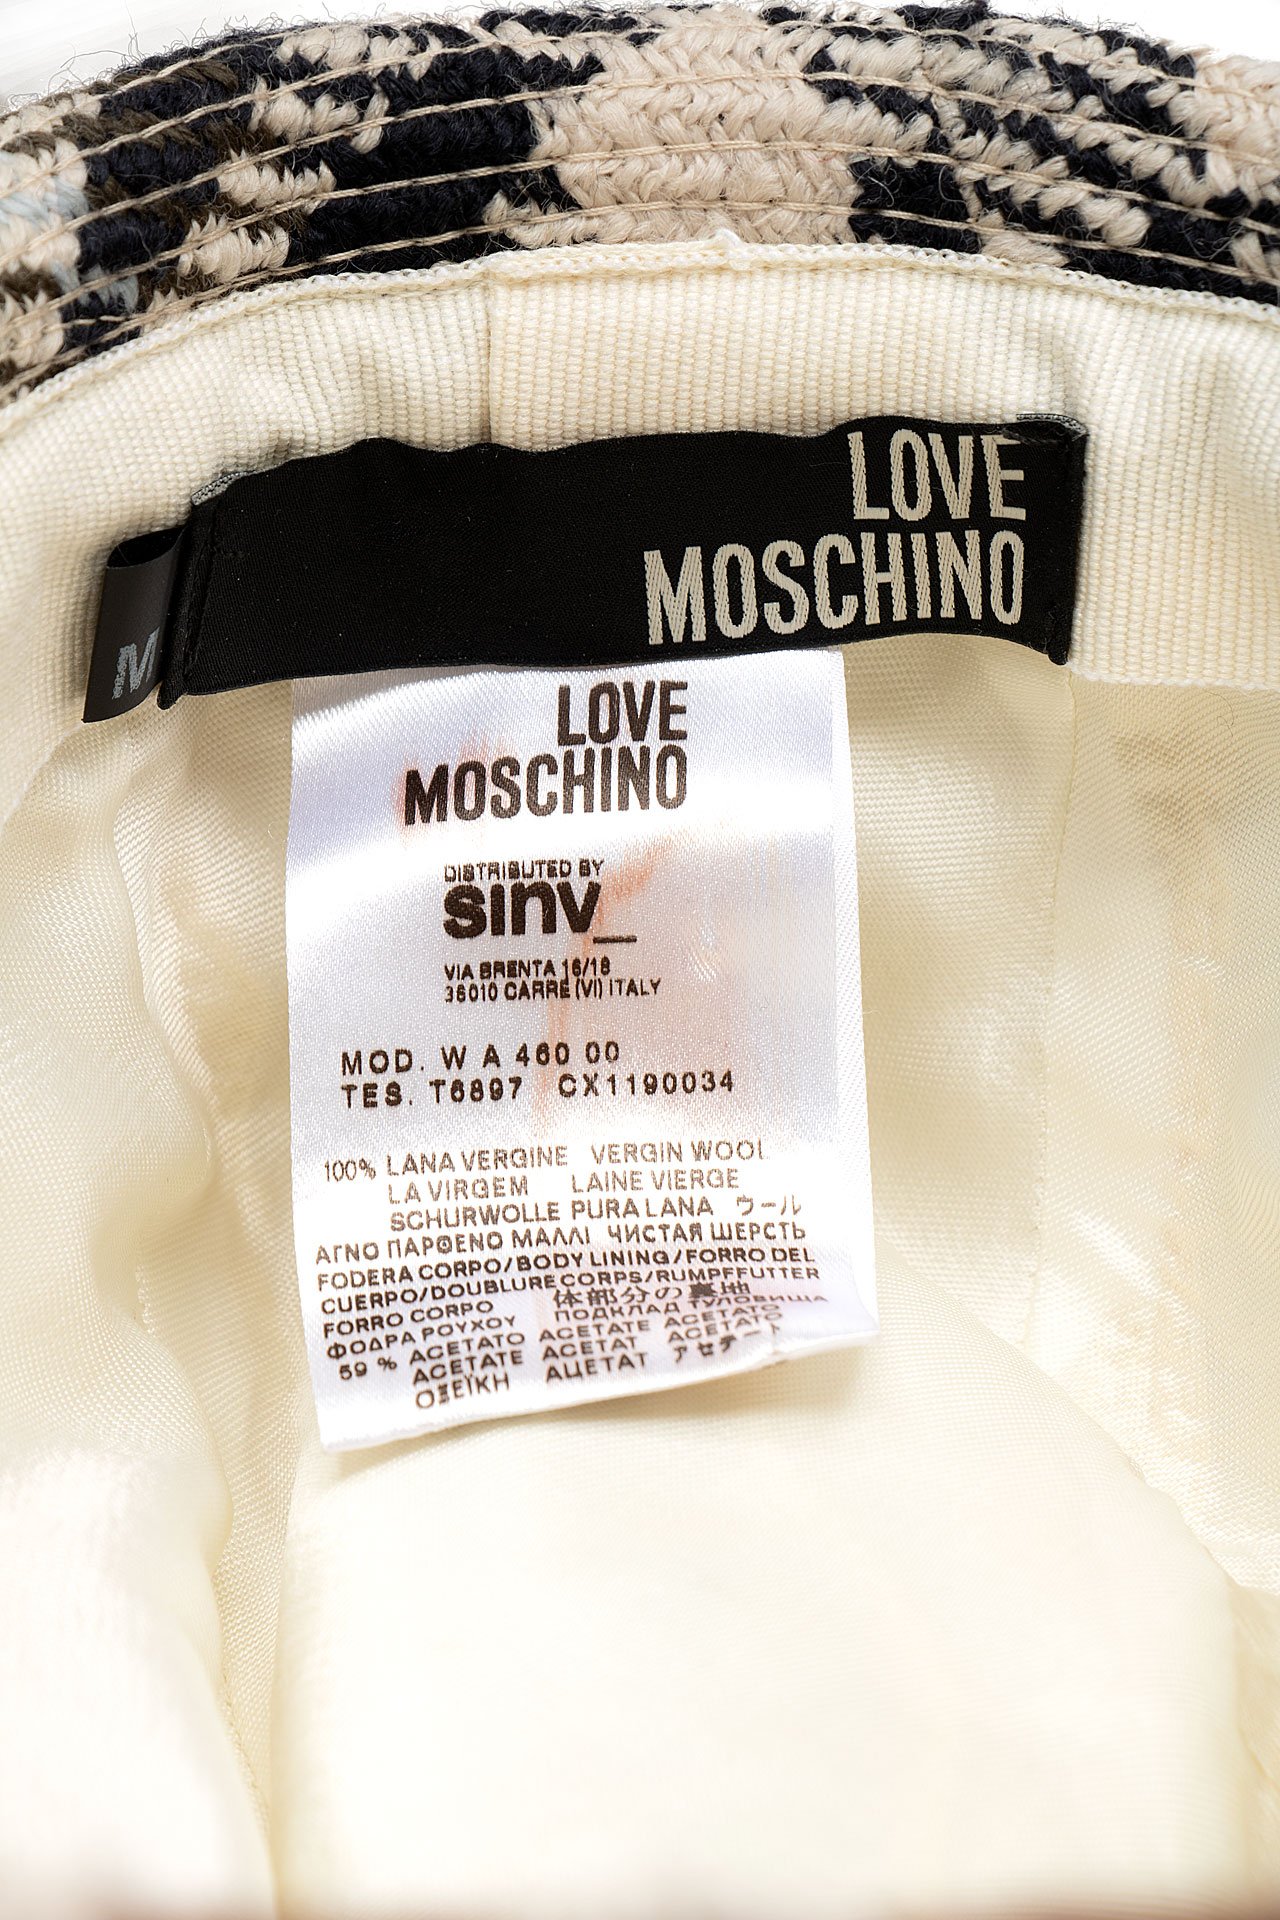 LOVE
MOSCHINO
M
LOVE
MOSCHINO
DISTRIBUTED BY
sinv_
VIA BRENTA 16/18
36010 CARRÈ (VI) ITALY
MOD. W A 460 00
TES. T6897 CX1190034
100% LANA VERGINE VERGIN WOOL
LA VIRGEM LAINE VIERGE
SCHURWOLLE PURA LANA ウール
ΑΓΝΟ ΠΑΡΘΕΝΟ ΜΑΛΛΙ ЧИСТАЯ ШЕРСТЬ
FODERA CORPO/BODY LINING/FORRO DEL
CUERPO/DOUBLURE CORPS/RUMPFFUTTER
FORRO CORPO 体部分の裏地
ΦΟΔΡΑ ΡΟΥΧΟΥ ПОДКЛАД ТУЛОВИЩА
59 % ACETATO ACETATE ACETATO
ACETATE ACETAT ACETATO
ΟΞΕΪΚΗ АЦЕТАТ アセテート